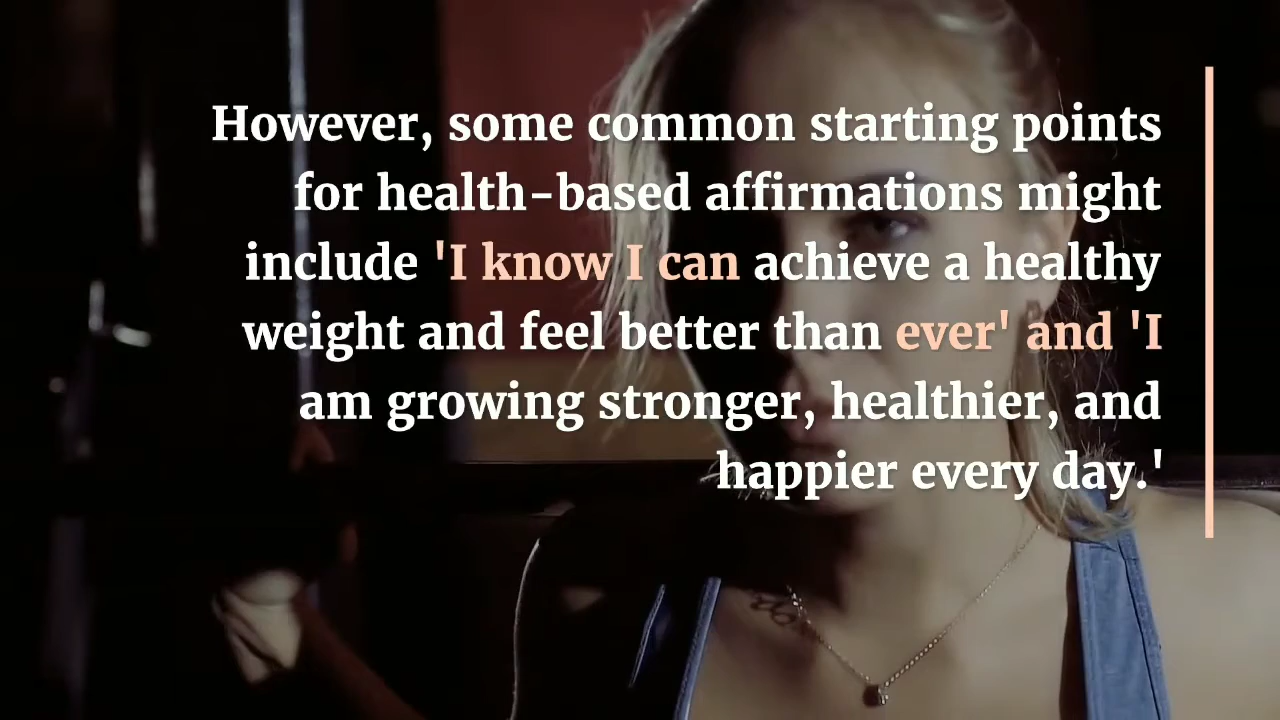 However, some common starting points
for health-based affirmations might
include 'I know I can achieve a healthy
weight and feel better than ever' and 'I
am growing stronger, healthier, and
happier every day.'